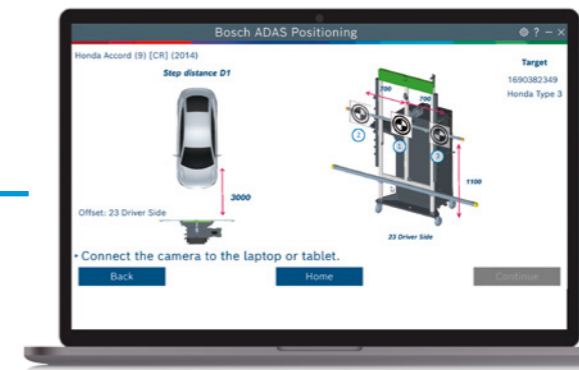 Bosch ADAS Positioning
Honda Accord (9) [CR] (2014)
Step distance D1
Target
1690382349
Honda Type 3
700
700
2
1
3
3000
1100
Offset: 23 Driver Side
23 Driver Side
Connect the camera to the laptop or tablet.
Back
Home
Continue